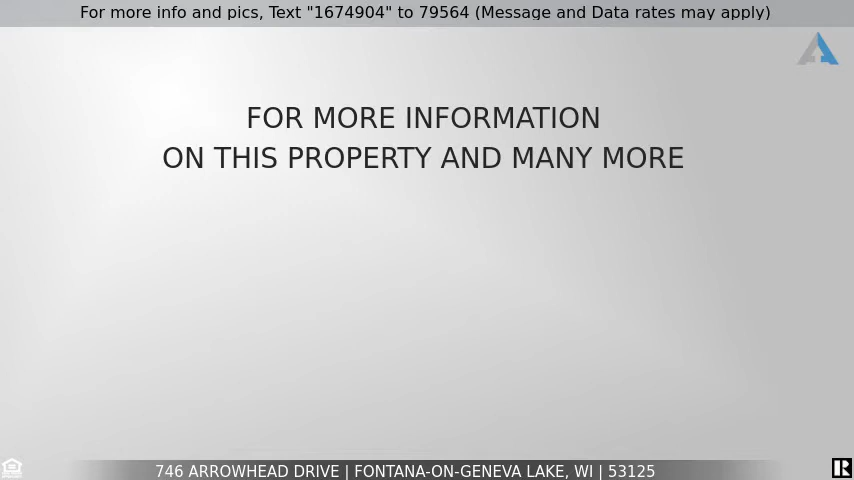 For more info and pics, Text "1674904" to 79564 (Message and Data rates may apply)
FOR MORE INFORMATION
ON THIS PROPERTY AND MANY MORE
746 ARROWHEAD DRIVE | FONTANA-ON-GENEVA LAKE, WI | 53125